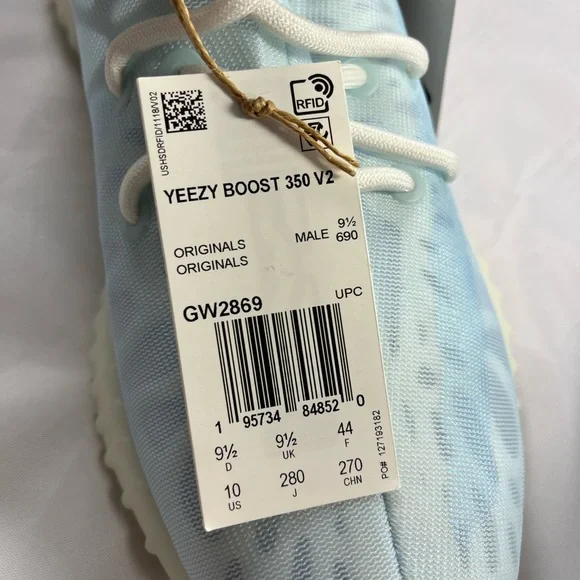 USHSDRFID/1118/V02
RFID
YEEZY BOOST 350 V2
ORIGINALS
ORIGINALS
MALE 9½
690
GW2869
UPC
1 95734 84852 0
9½ 9½ 44
D UK F
10 280 270
US J CHN
PO# 127193182